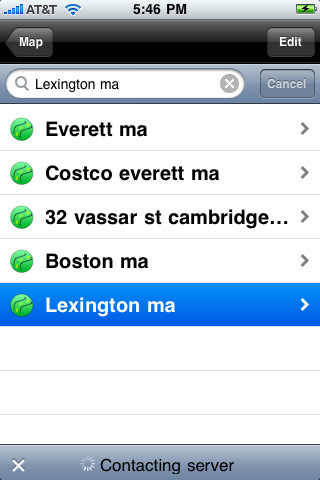 AT&T 5:46 PM
Map Edit
Lexington ma Cancel
Everett ma
Costco everett ma
32 vassar st cambridge...
Boston ma
Lexington ma
Contacting server